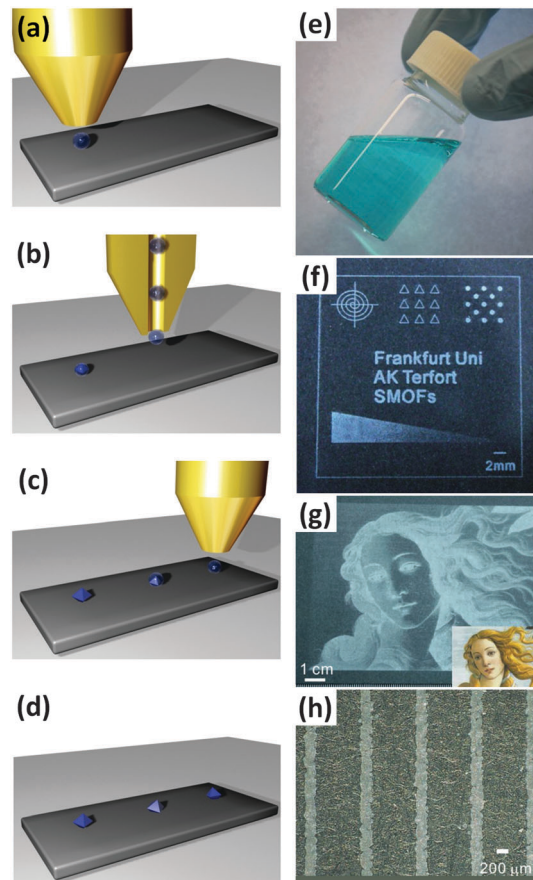 (a)
(b)
(c)
(d)
(e)
(f)
Frankfurt Uni
AK Terfort
SMOFs
2mm
(g)
1 cm
(h)
200 μm